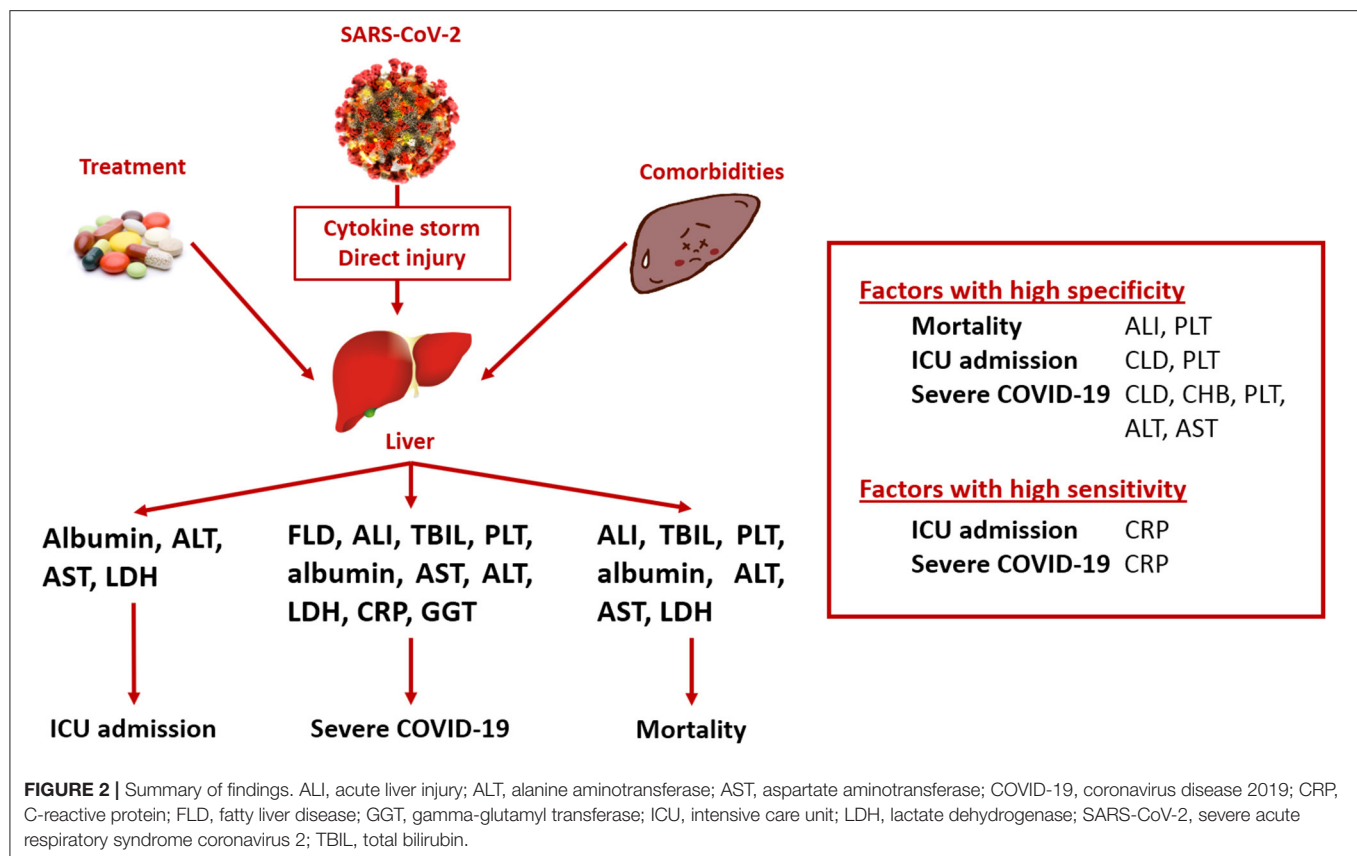 SARS-CoV-2
Treatment
Comorbidities
Cytokine storm
Direct injury
Liver
Albumin, ALT,
AST, LDH
FLD, ALI, TBIL, PLT,
albumin, AST, ALT,
LDH, CRP, GGT
ALI, TBIL, PLT,
albumin, ALT,
AST, LDH
ICU admission
Severe COVID-19
Mortality
Factors with high specificity
Mortality ALI, PLT
ICU admission CLD, PLT
Severe COVID-19 CLD, CHB, PLT,
ALT, AST
Factors with high sensitivity
ICU admission CRP
Severe COVID-19 CRP
FIGURE 2 | Summary of findings. ALI, acute liver injury; ALT, alanine aminotransferase; AST, aspartate aminotransferase; COVID-19, coronavirus disease 2019; CRP,
C-reactive protein; FLD, fatty liver disease; GGT, gamma-glutamyl transferase; ICU, intensive care unit; LDH, lactate dehydrogenase; SARS-CoV-2, severe acute
respiratory syndrome coronavirus 2; TBIL, total bilirubin.